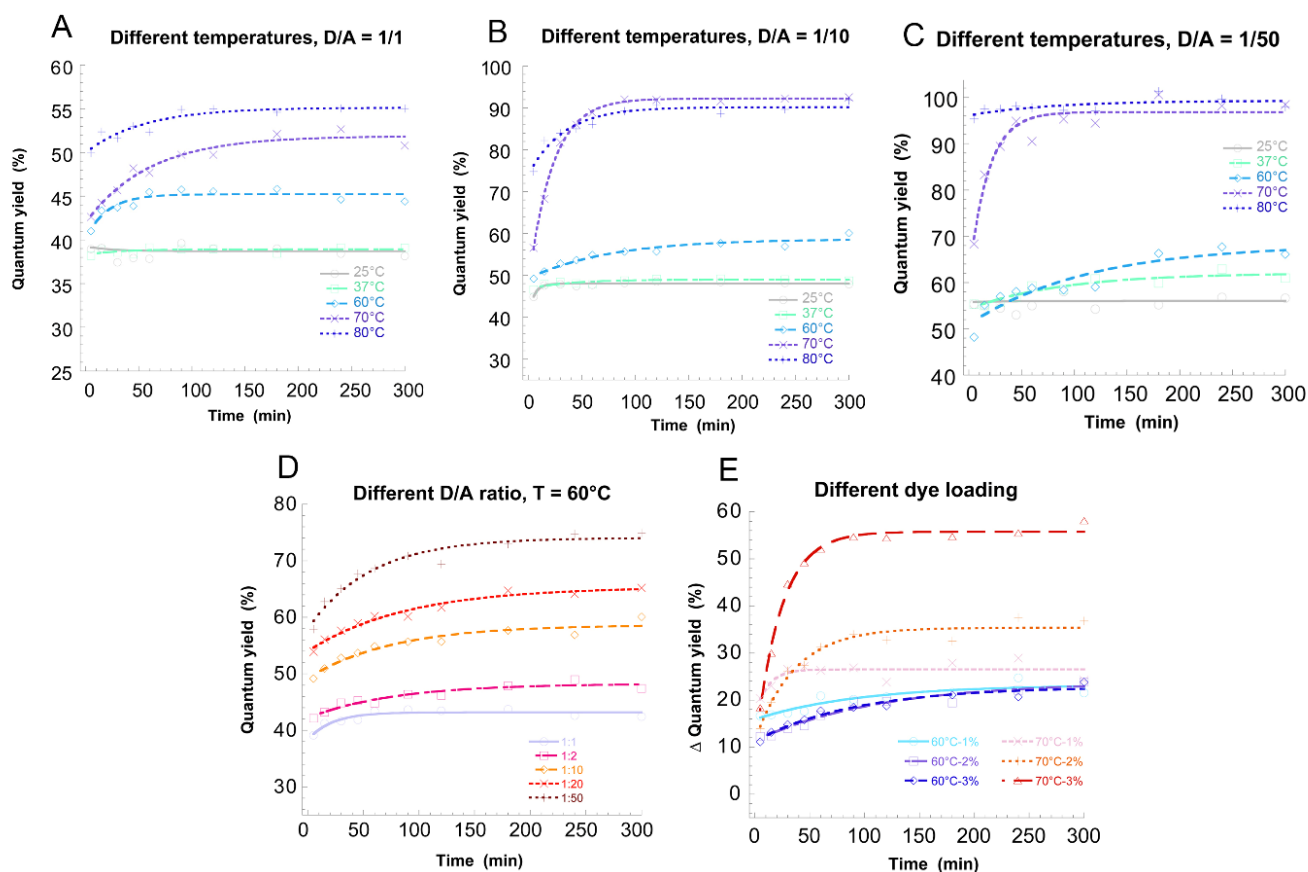 A
Different temperatures, D/A = 1/1
Quantum yield (%)
60
55
50
45
40
35
30
25
0
50
100
150
200
250
300
Time (min)
25°C
37°C
60°C
70°C
80°C
B
Different temperatures, D/A = 1/10
Quantum yield (%)
100
90
80
70
60
50
40
30
0
50
100
150
200
250
300
Time (min)
25°C
37°C
60°C
70°C
80°C
C
Different temperatures, D/A = 1/50
Quantum yield (%)
100
90
80
70
60
50
40
0
50
100
150
200
250
300
Time (min)
25°C
37°C
60°C
70°C
80°C
D
Different D/A ratio, T = 60°C
Quantum yield (%)
80
70
60
50
40
30
0
50
100
150
200
250
300
Time (min)
1:1
1:2
1:10
1:20
1:50
E
Different dye loading
Δ Quantum yield (%)
60
50
40
30
20
10
0
0
50
100
150
200
250
300
Time (min)
60°C-1%
60°C-2%
60°C-3%
70°C-1%
70°C-2%
70°C-3%